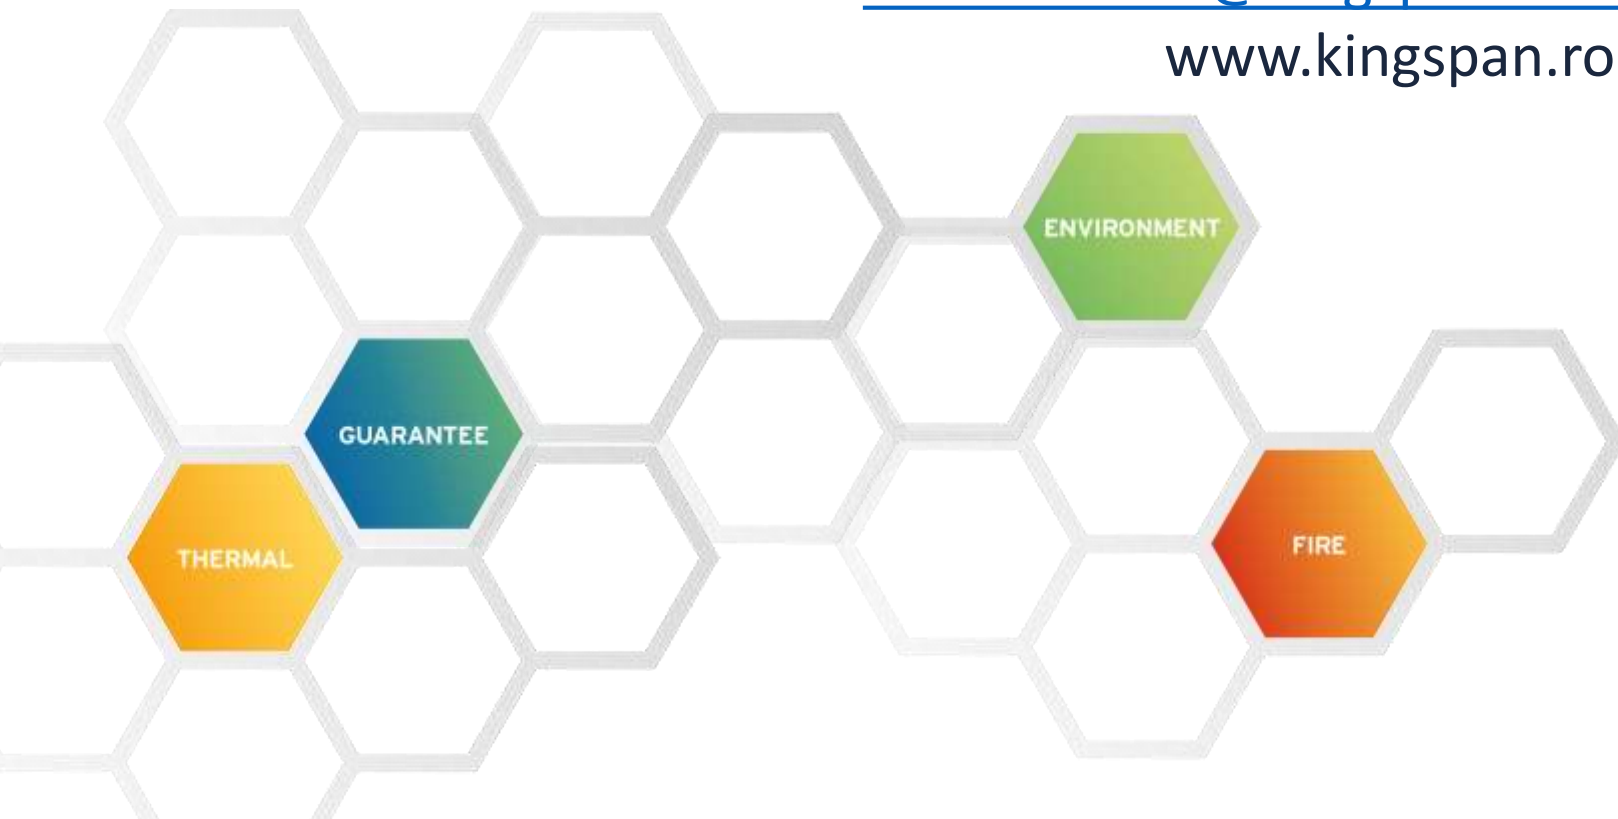 www.kingspan.ro
ENVIRONMENT
GUARANTEE
FIRE
THERMAL